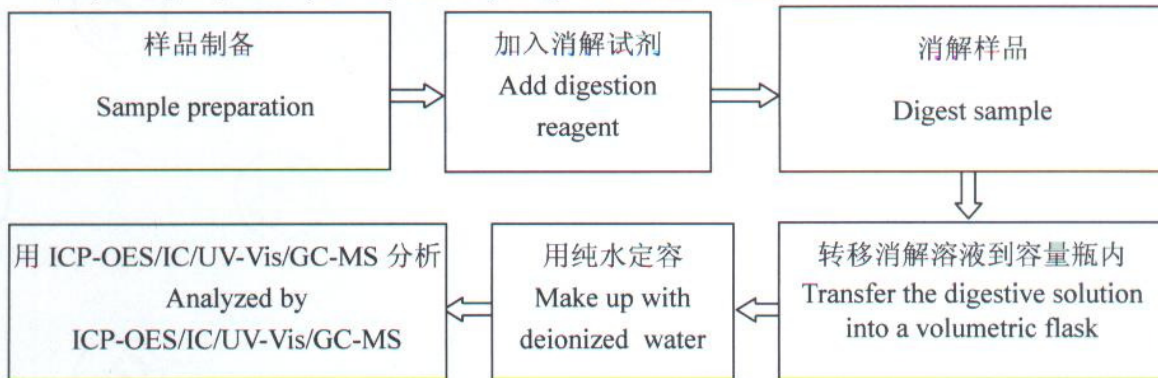 样品制备
Sample preparation
加入消解试剂
Add digestion
reagent
消解样品
Digest sample
转移消解溶液到容量瓶内
Transfer the digestive solution
into a volumetric flask
用纯水定容
Make up with
deionized water
用 ICP-OES/IC/UV-Vis/GC-MS 分析
Analyzed by
ICP-OES/IC/UV-Vis/GC-MS